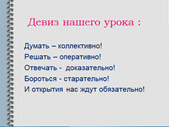 Девиз нашего урока :
Думать – коллективно!
Решать – оперативно!
Отвечать - доказательно!
Бороться - старательно!
И открытия нас ждут обязательно!